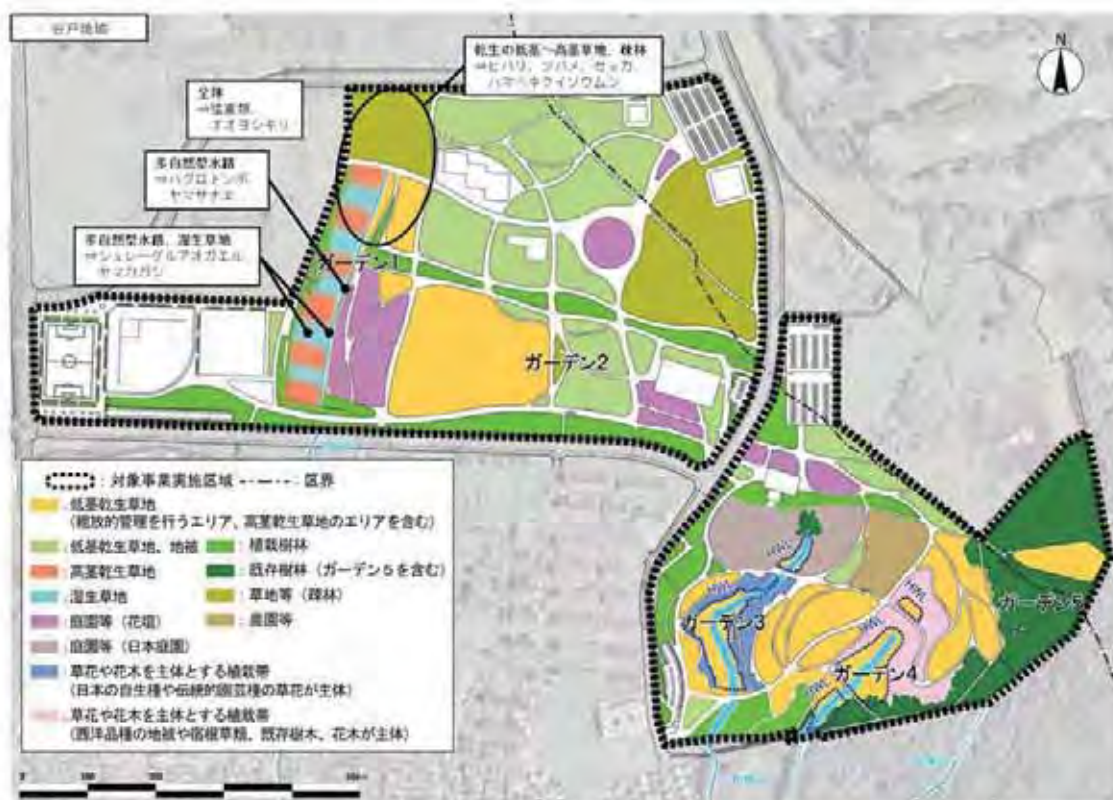 谷戸地域
乾生の低茎～高茎草地、疎林
⇒ヒバリ、ツバメ、セッカ、
ハマベキクイゾウムシ
N
全体
⇒猛禽類、
オオヨシキリ
多自然型水路
⇒ハグロトンボ、
ヤマサナエ
多自然型水路、湿生草地
⇒シュレーゲルアオガエル、
ヤマカガシ
ガーデン1
ガーデン2
HWL
HWL
HWL
ガーデン3
HWL
ガーデン4
HWL
ガーデン5
：対象事業実施区域
：区界
：低茎乾生草地
(粗放的管理を行うエリア、高茎乾生草地のエリアを含む)
：低茎乾生草地、地被
：植栽樹林
：高茎乾生草地
：既存樹林（ガーデン5を含む）
：湿生草地
：草地等（疎林）
：庭園等（花壇）
：農園等
：庭園等（日本庭園）
：草花や花木を主体とする植栽帯
(日本の自生種や伝統的園芸種の草花が主体)
：草花や花木を主体とする植栽帯
(西洋品種の地被や宿根草類、既存樹木、花木が主体)